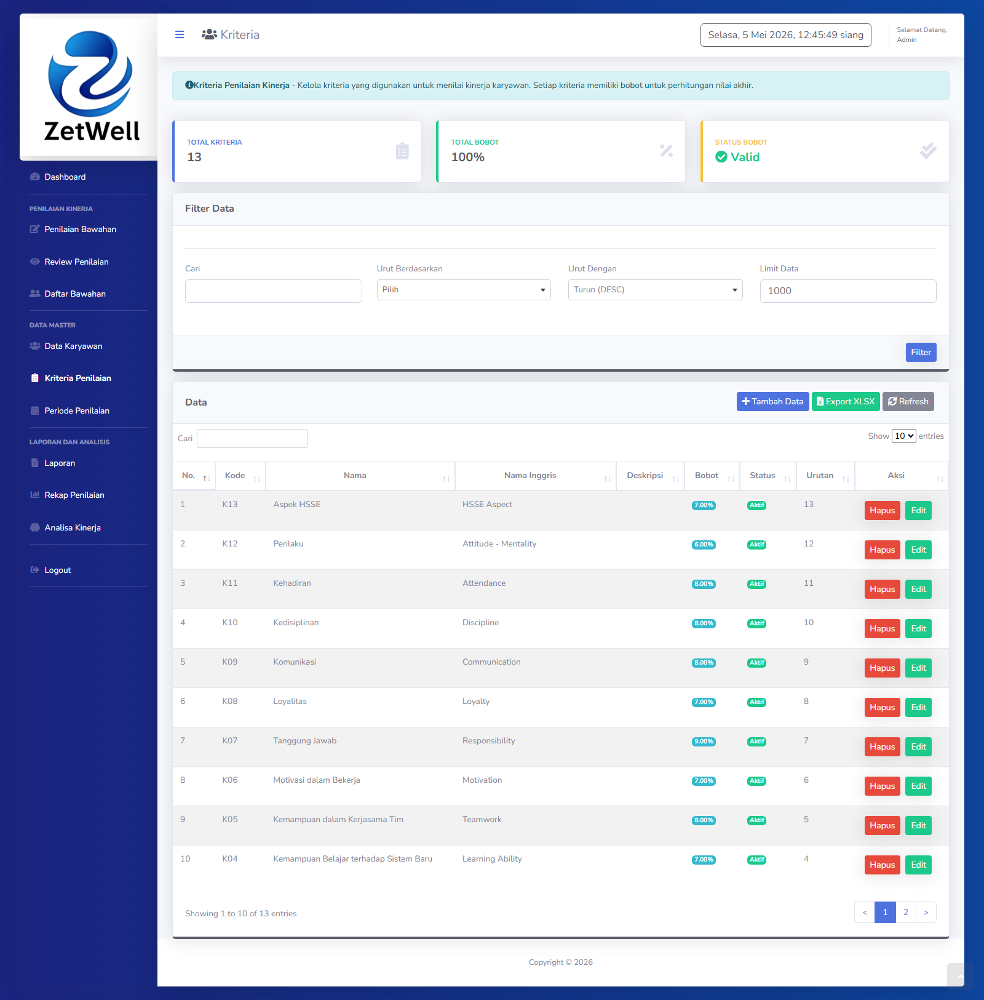 ZetWell
Kriteria
Selasa, 5 Mei 2026, 12:45:49 siang
Selamat Datang,
Admin
Dashboard
PENILAIAN KINERJA
Penilaian Bawahan
Review Penilaian
Daftar Bawahan
DATA MASTER
Data Karyawan
Kriteria Penilaian
Periode Penilaian
LAPORAN DAN ANALISIS
Laporan
Rekap Penilaian
Analisa Kinerja
Logout
Kriteria Penilaian Kinerja - Kelola kriteria yang digunakan untuk menilai kinerja karyawan. Setiap kriteria memiliki bobot untuk perhitungan nilai akhir.
TOTAL KRITERIA
13
TOTAL BOBOT
100%
STATUS BOBOT
Valid
Filter Data
Cari Urut Berdasarkan Urut Dengan Limit Data
Pilih Turun (DESC) 1000
Filter
Data
Tambah Data Export XLSX Refresh
Cari
Show 10 entries
No. Kode Nama Nama Inggris Deskripsi Bobot Status Urutan Aksi
1 K13 Aspek HSSE HSSE Aspect 7.00% Aktif 13 Hapus Edit
2 K12 Perilaku Attitude - Mentality 6.00% Aktif 12 Hapus Edit
3 K11 Kehadiran Attendance 8.00% Aktif 11 Hapus Edit
4 K10 Kedisiplinan Discipline 8.00% Aktif 10 Hapus Edit
5 K09 Komunikasi Communication 8.00% Aktif 9 Hapus Edit
6 K08 Loyalitas Loyalty 7.00% Aktif 8 Hapus Edit
7 K07 Tanggung Jawab Responsibility 9.00% Aktif 7 Hapus Edit
8 K06 Motivasi dalam Bekerja Motivation 7.00% Aktif 6 Hapus Edit
9 K05 Kemampuan dalam Kerjasama Tim Teamwork 8.00% Aktif 5 Hapus Edit
10 K04 Kemampuan Belajar terhadap Sistem Baru Learning Ability 7.00% Aktif 4 Hapus Edit
Showing 1 to 10 of 13 entries
< 1 2 >
Copyright © 2026